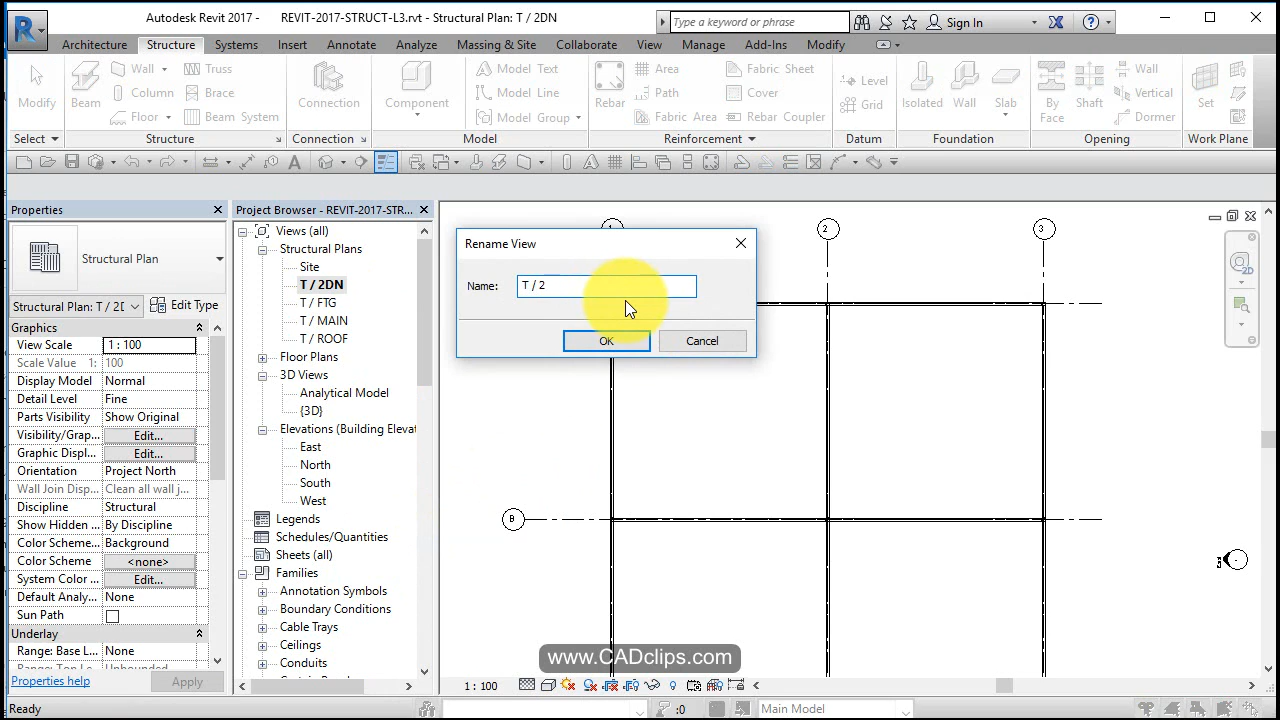 Autodesk Revit 2017 - REVIT-2017-STRUCT-L3.rvt - Structural Plan: T / 2DN
Type a keyword or phrase
Sign In
Architecture Structure Systems Insert Annotate Analyze Massing & Site Collaborate View Manage Add-Ins Modify
Modify
Beam
Wall
Column
Floor
Truss
Brace
Beam System
Connection
Component
Model Text
Model Line
Model Group
Rebar
Area
Path
Fabric Area
Fabric Sheet
Cover
Rebar Coupler
Level
Grid
Isolated
Wall
Slab
By
Face
Shaft
Wall
Vertical
Dormer
Set
Select Structure Connection Model Reinforcement Datum Foundation Opening Work Plane
Properties
Structural Plan
Structural Plan: T / 2D
Edit Type
Graphics
View Scale 1 : 100
Scale Value 1: 100
Display Model Normal
Detail Level Fine
Parts Visibility Show Original
Visibility/Grap... Edit...
Graphic Displ... Edit...
Orientation Project North
Wall Join Disp... Clean all wall j...
Discipline Structural
Show Hidden By Discipline
Color Scheme... Background
Color Scheme <none>
System Color Edit...
Default Analy... None
Sun Path
Underlay
Range: Base L... None
Properties help
Apply
Project Browser - REVIT-2017-STR...
Views (all)
Structural Plans
Site
T / 2DN
T / FTG
T / MAIN
T / ROOF
Floor Plans
3D Views
Analytical Model
{3D}
Elevations (Building Elevat
East
North
South
West
Legends
Schedules/Quantities
Sheets (all)
Families
Annotation Symbols
Boundary Conditions
Cable Trays
Ceilings
Conduits
Rename View
Name: T / 2
OK
Cancel
2
3
B
2D
www.CADclips.com
1 : 100
Ready
:0
Main Model